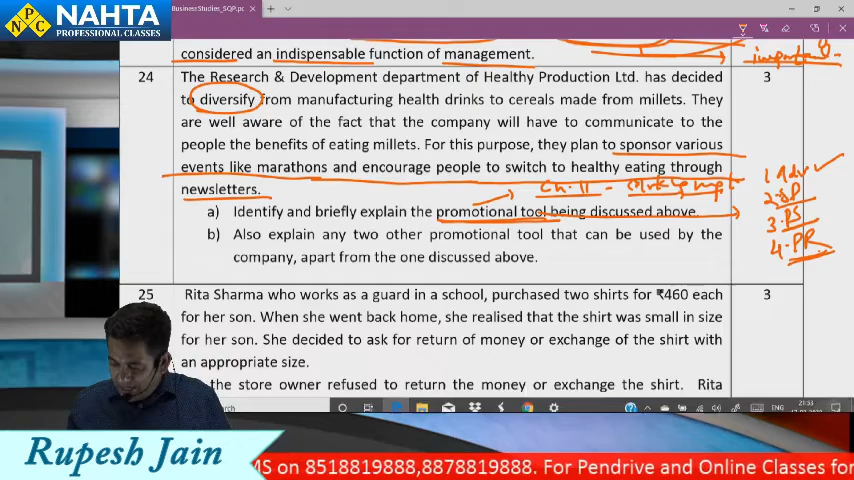 NPC NAHTA
PROFESSIONAL CLASSES
BusinesrStudies_SQP.pd
considered an indispensable function of management.
24 The Research & Development department of Healthy Production Ltd. has decided 3
to diversify from manufacturing health drinks to cereals made from millets. They
are well aware of the fact that the company will have to communicate to the
people the benefits of eating millets. For this purpose, they plan to sponsor various
events like marathons and encourage people to switch to healthy eating through
newsletters.
Ch. 11 -
1. Adv
2. SP
3. PS
4. PR
a) Identify and briefly explain the promotional tool being discussed above.
b) Also explain any two other promotional tool that can be used by the
company, apart from the one discussed above.
25 Rita Sharma who works as a guard in a school, purchased two shirts for ₹460 each 3
for her son. When she went back home, she realised that the shirt was small in size
for her son. She decided to ask for return of money or exchange of the shirt with
an appropriate size.
the store owner refused to return the money or exchange the shirt. Rita
earch
ENG
21:53
Rupesh Jain
MS on 8518819888,8878819888. For Pendrive and Online Classes for